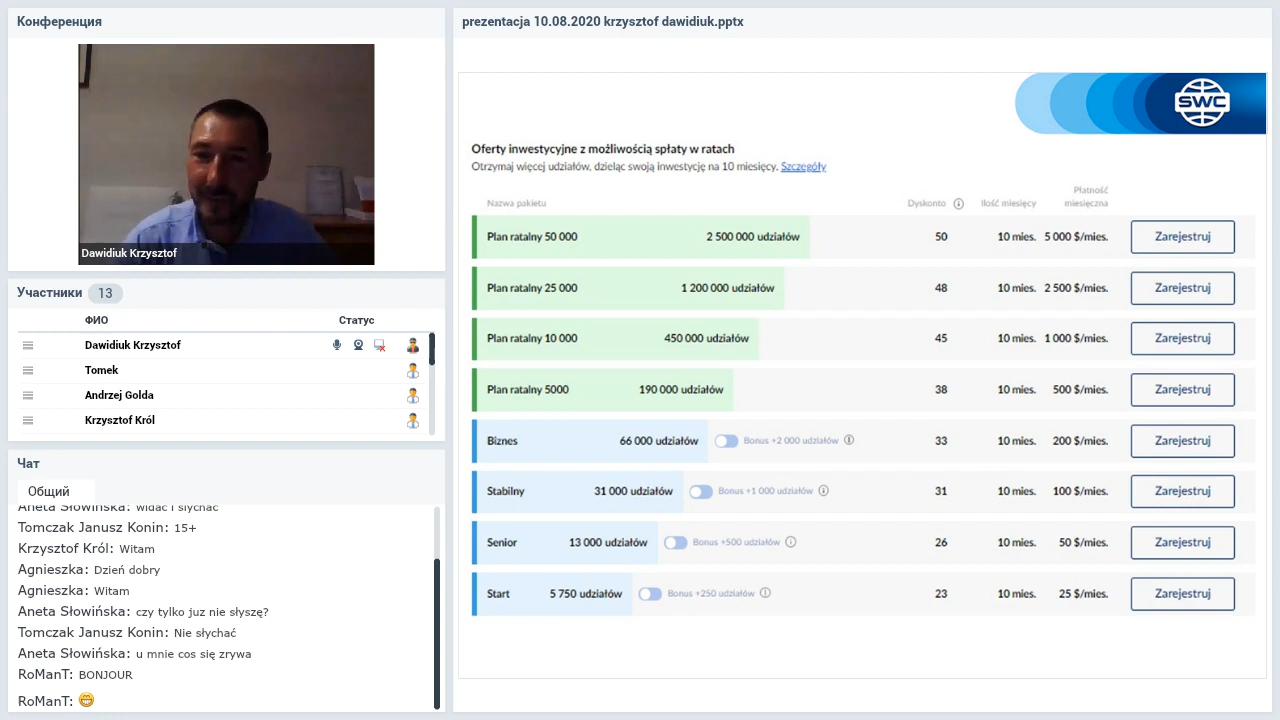 Конференция
Dawidiuk Krzysztof
Участники 13
ФИО Статус
Dawidiuk Krzysztof
Tomek
Andrzej Golda
Krzysztof Król
Чат
Общий
Aneta Słowińska: widać i słychać
Tomczak Janusz Konin: 15+
Krzysztof Król: Witam
Agnieszka: Dzień dobry
Agnieszka: Witam
Aneta Słowińska: czy tylko juz nie słyszę?
Tomczak Janusz Konin: Nie słychać
Aneta Słowińska: u mnie cos się zrywa
RoManT: BONJOUR
RoManT: 😁
prezentacja 10.08.2020 krzysztof dawidiuk.pptx
SWC
Oferty inwestycyjne z możliwością spłaty w ratach
Otrzymaj więcej udziałów, dzieląc swoją inwestycję na 10 miesięcy. Szczegóły
Nazwa pakietu Dyskonto Ilość miesięcy Płatność miesięczna
Plan ratalny 50 000 2 500 000 udziałów 50 10 mies. 5 000 $/mies. Zarejestruj
Plan ratalny 25 000 1 200 000 udziałów 48 10 mies. 2 500 $/mies. Zarejestruj
Plan ratalny 10 000 450 000 udziałów 45 10 mies. 1 000 $/mies. Zarejestruj
Plan ratalny 5000 190 000 udziałów 38 10 mies. 500 $/mies. Zarejestruj
Biznes 66 000 udziałów Bonus +2 000 udziałów 33 10 mies. 200 $/mies. Zarejestruj
Stabilny 31 000 udziałów Bonus +1 000 udziałów 31 10 mies. 100 $/mies. Zarejestruj
Senior 13 000 udziałów Bonus +500 udziałów 26 10 mies. 50 $/mies. Zarejestruj
Start 5 750 udziałów Bonus +250 udziałów 23 10 mies. 25 $/mies. Zarejestruj